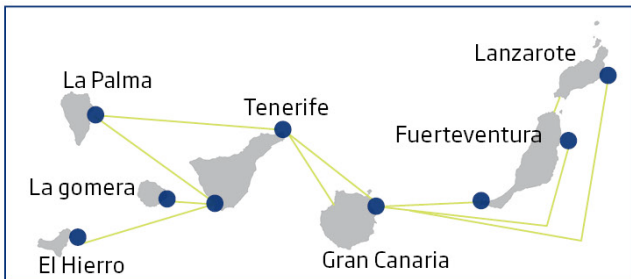 Lanzarote
La Palma
Tenerife
Fuerteventura
La gomera
Gran Canaria
El Hierro